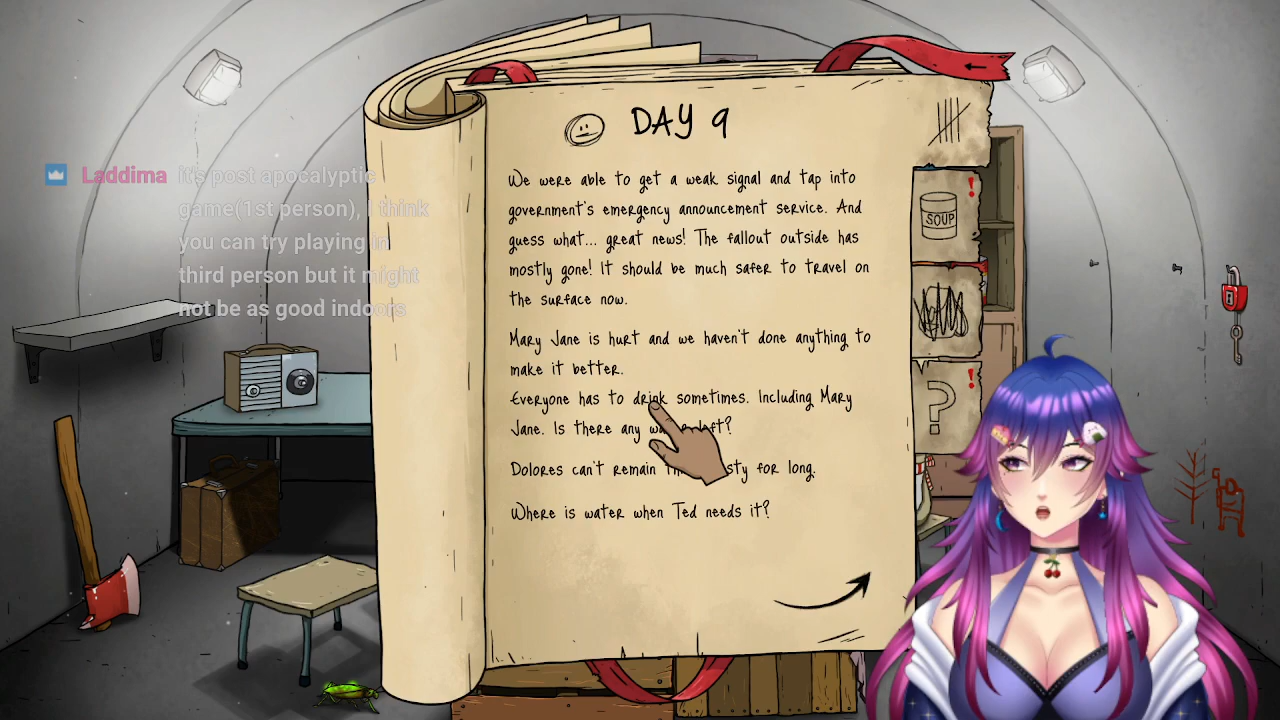 DAY 9
We were able to get a weak signal and tap into
government's emergency announcement service. And
guess what... great news! The fallout outside has
mostly gone! It should be much safer to travel on
the surface now.
Mary Jane is hurt and we haven't done anything to
make it better.
Everyone has to drink sometimes. Including Mary
Jane. Is there any left?
Dolores can't remain for long.
Where is water when Ted needs it?
Laddima it's post apocalyptic
game(1st person), I think
you can try playing in
third person but it might
not be as good indoors
!
SOUP
?
!